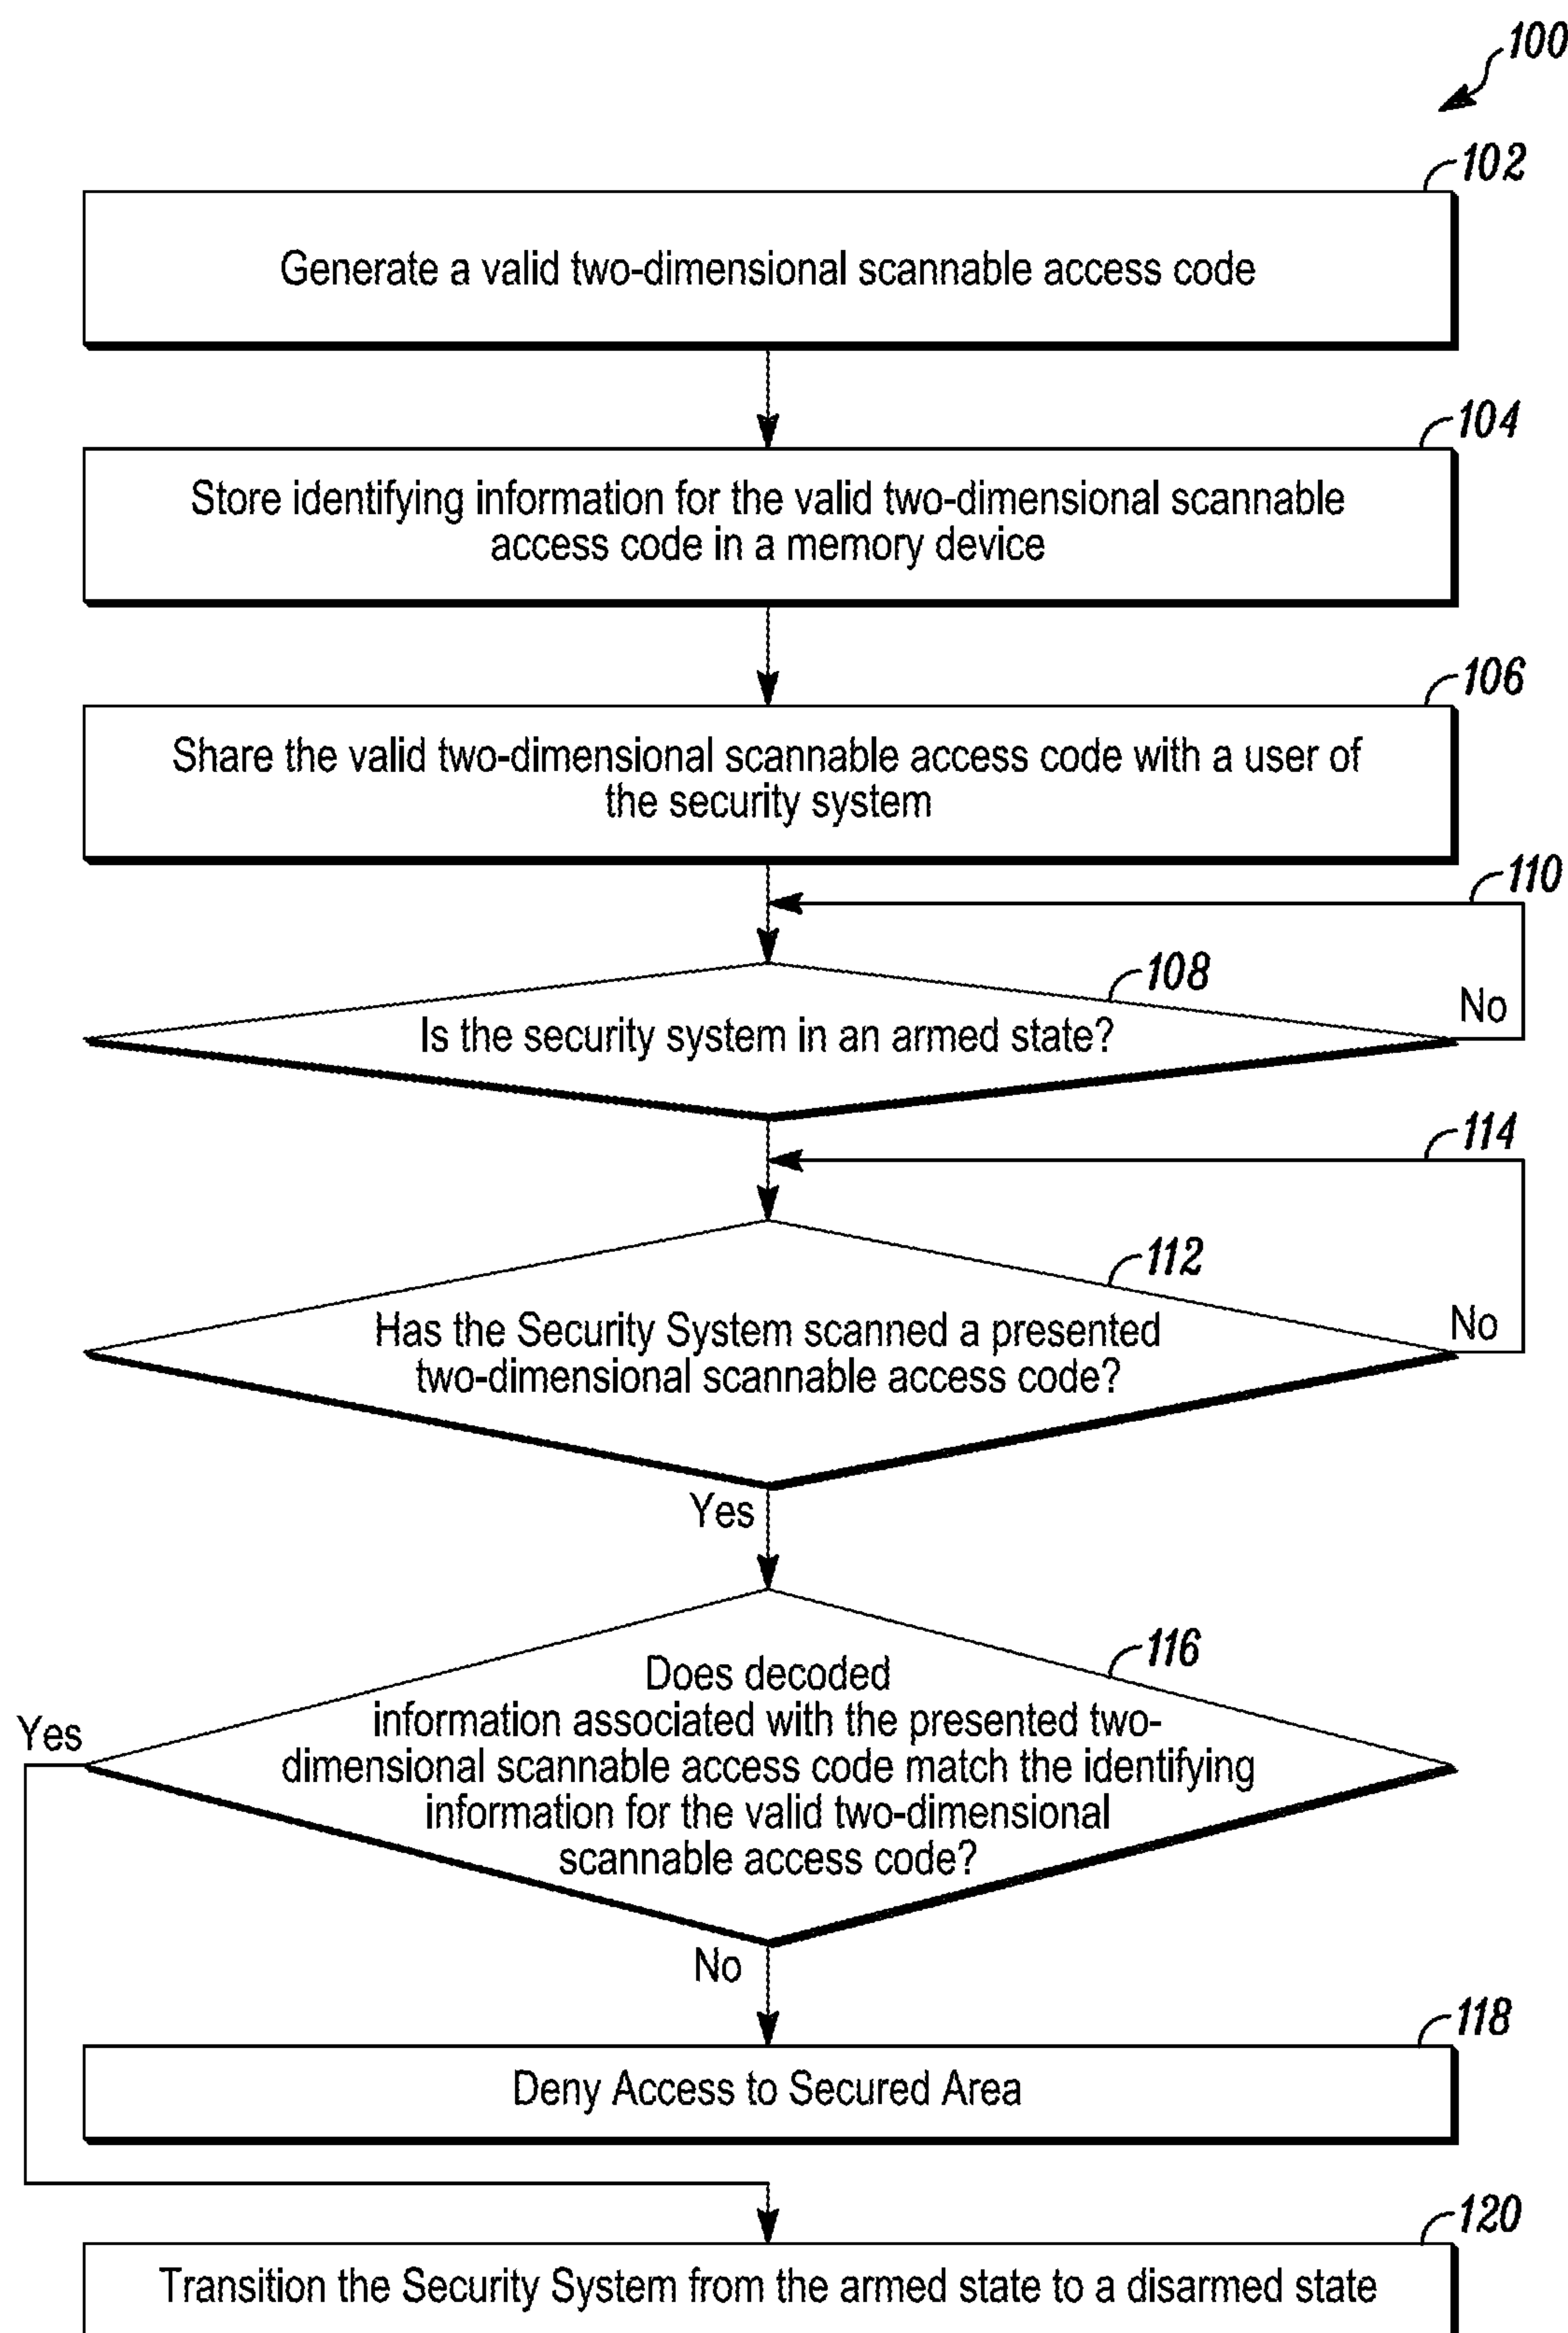 100
102
Generate a valid two-dimensional scannable access code
104
Store identifying information for the valid two-dimensional scannable
access code in a memory device
106
Share the valid two-dimensional scannable access code with a user of
the security system
110
108
No
Is the security system in an armed state?
114
112
No
Has the Security System scanned a presented
two-dimensional scannable access code?
Yes
116
Yes
Does decoded
information associated with the presented two-
dimensional scannable access code match the identifying
information for the valid two-dimensional
scannable access code?
No
118
Deny Access to Secured Area
120
Transition the Security System from the armed state to a disarmed state